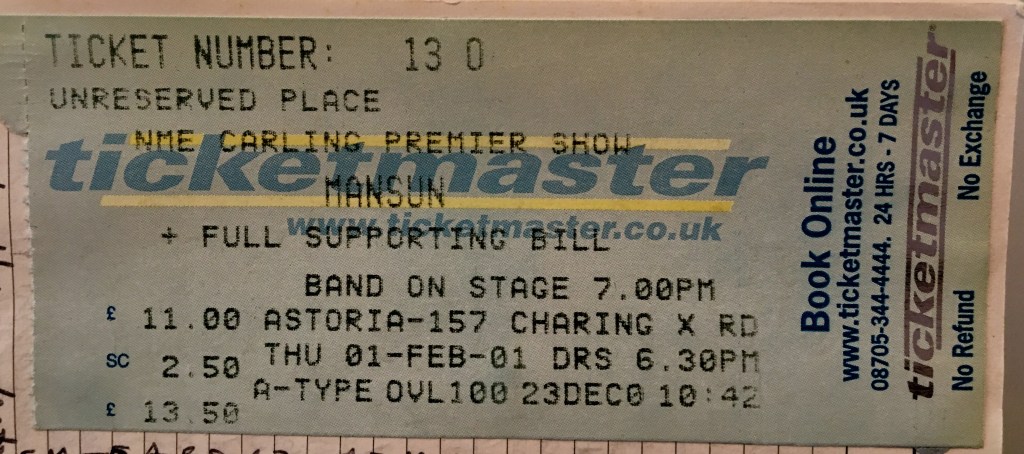 TICKET NUMBER: 13 0
UNRESERVED PLACE
NME CARLING PREMIER SHOW
ticketmaster
MANSUN
www.ticketmaster.co.uk
+ FULL SUPPORTING BILL
BAND ON STAGE 7.00PM
£ 11.00 ASTORIA-157 CHARING X RD
SC 2.50 THU 01-FEB-01 DRS 6.30PM
A-TYPE OVL100 23DEC0 10:42
£ 13.50
Book Online
www.ticketmaster.co.uk
08705-344-4444. 24 HRS - 7 DAYS
ticketmaster
No Refund No Exchange